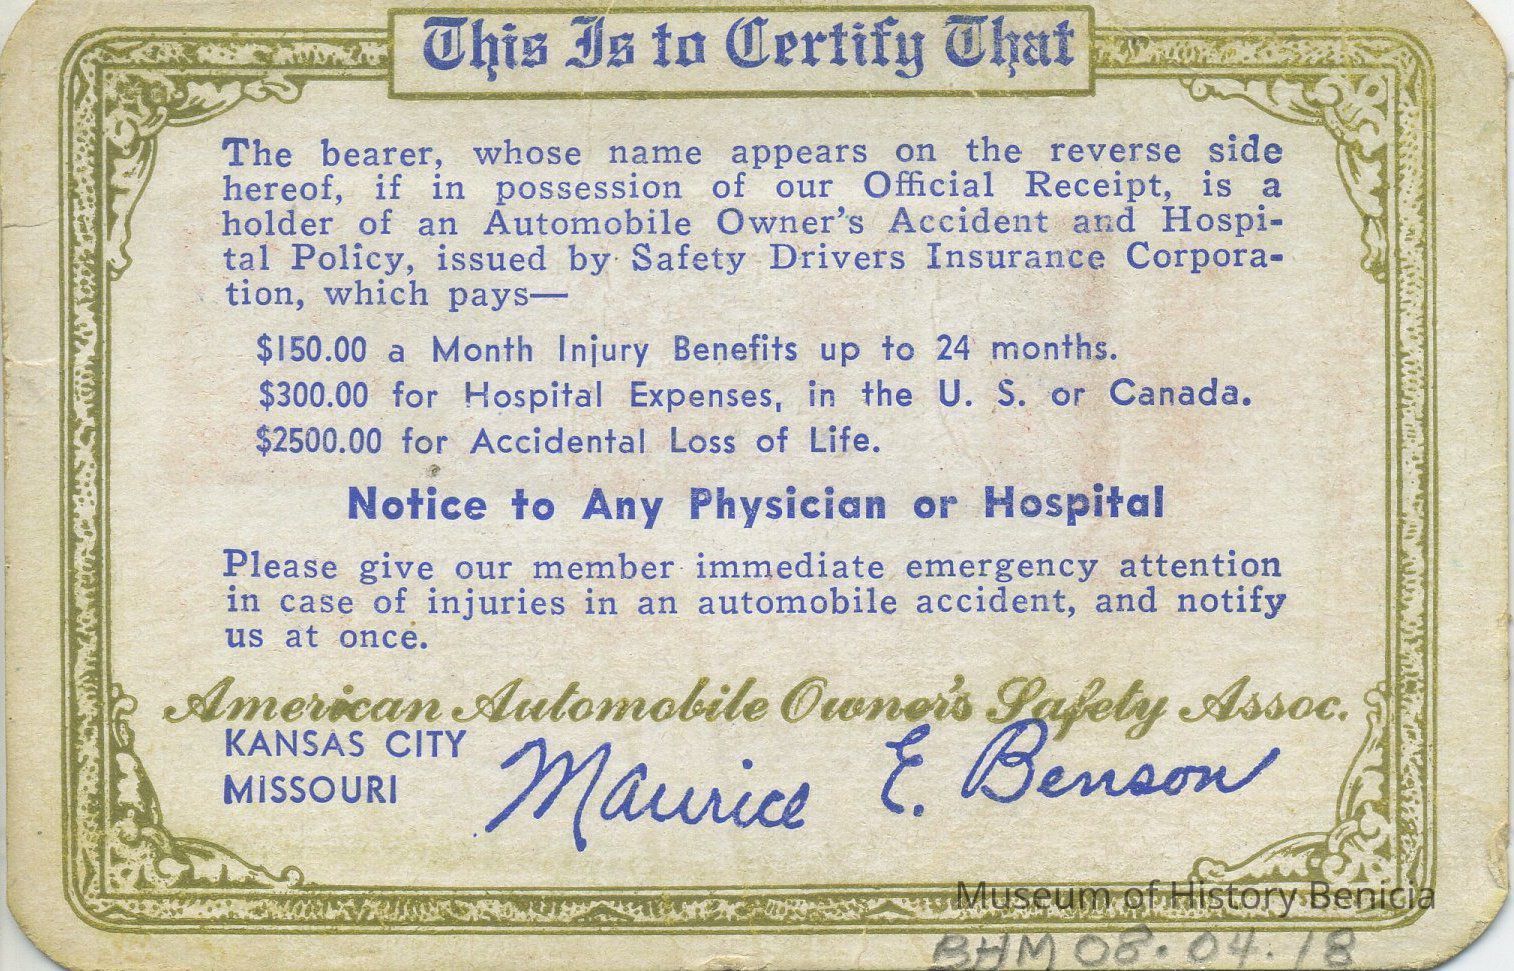 This Is to Certify That
The bearer, whose name appears on the reverse side
hereof, if in possession of our Official Receipt, is a
holder of an Automobile Owner's Accident and Hospi-
tal Policy, issued by Safety Drivers Insurance Corpora-
tion, which pays—
$150.00 a Month Injury Benefits up to 24 months.
$300.00 for Hospital Expenses, in the U. S. or Canada.
$2500.00 for Accidental Loss of Life.
Notice to Any Physician or Hospital
Please give our member immediate emergency attention
in case of injuries in an automobile accident, and notify
us at once.
American Automobile Owner's Safety Assoc.
KANSAS CITY
MISSOURI
Maurice E. Benson
Museum of History Benicia
BHM 08.04.18